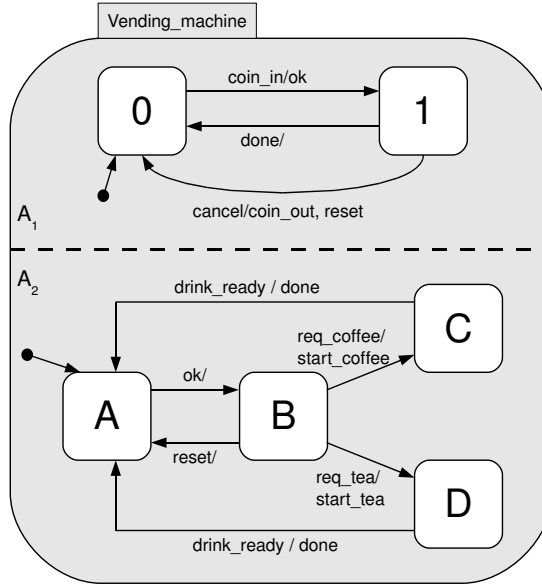 Vending_machine
coin_in/ok
0
1
done/
cancel/coin_out, reset
A1
A2
drink_ready / done
C
req_coffee/
start_coffee
ok/
A
B
reset/
req_tea/
start_tea
D
drink_ready / done